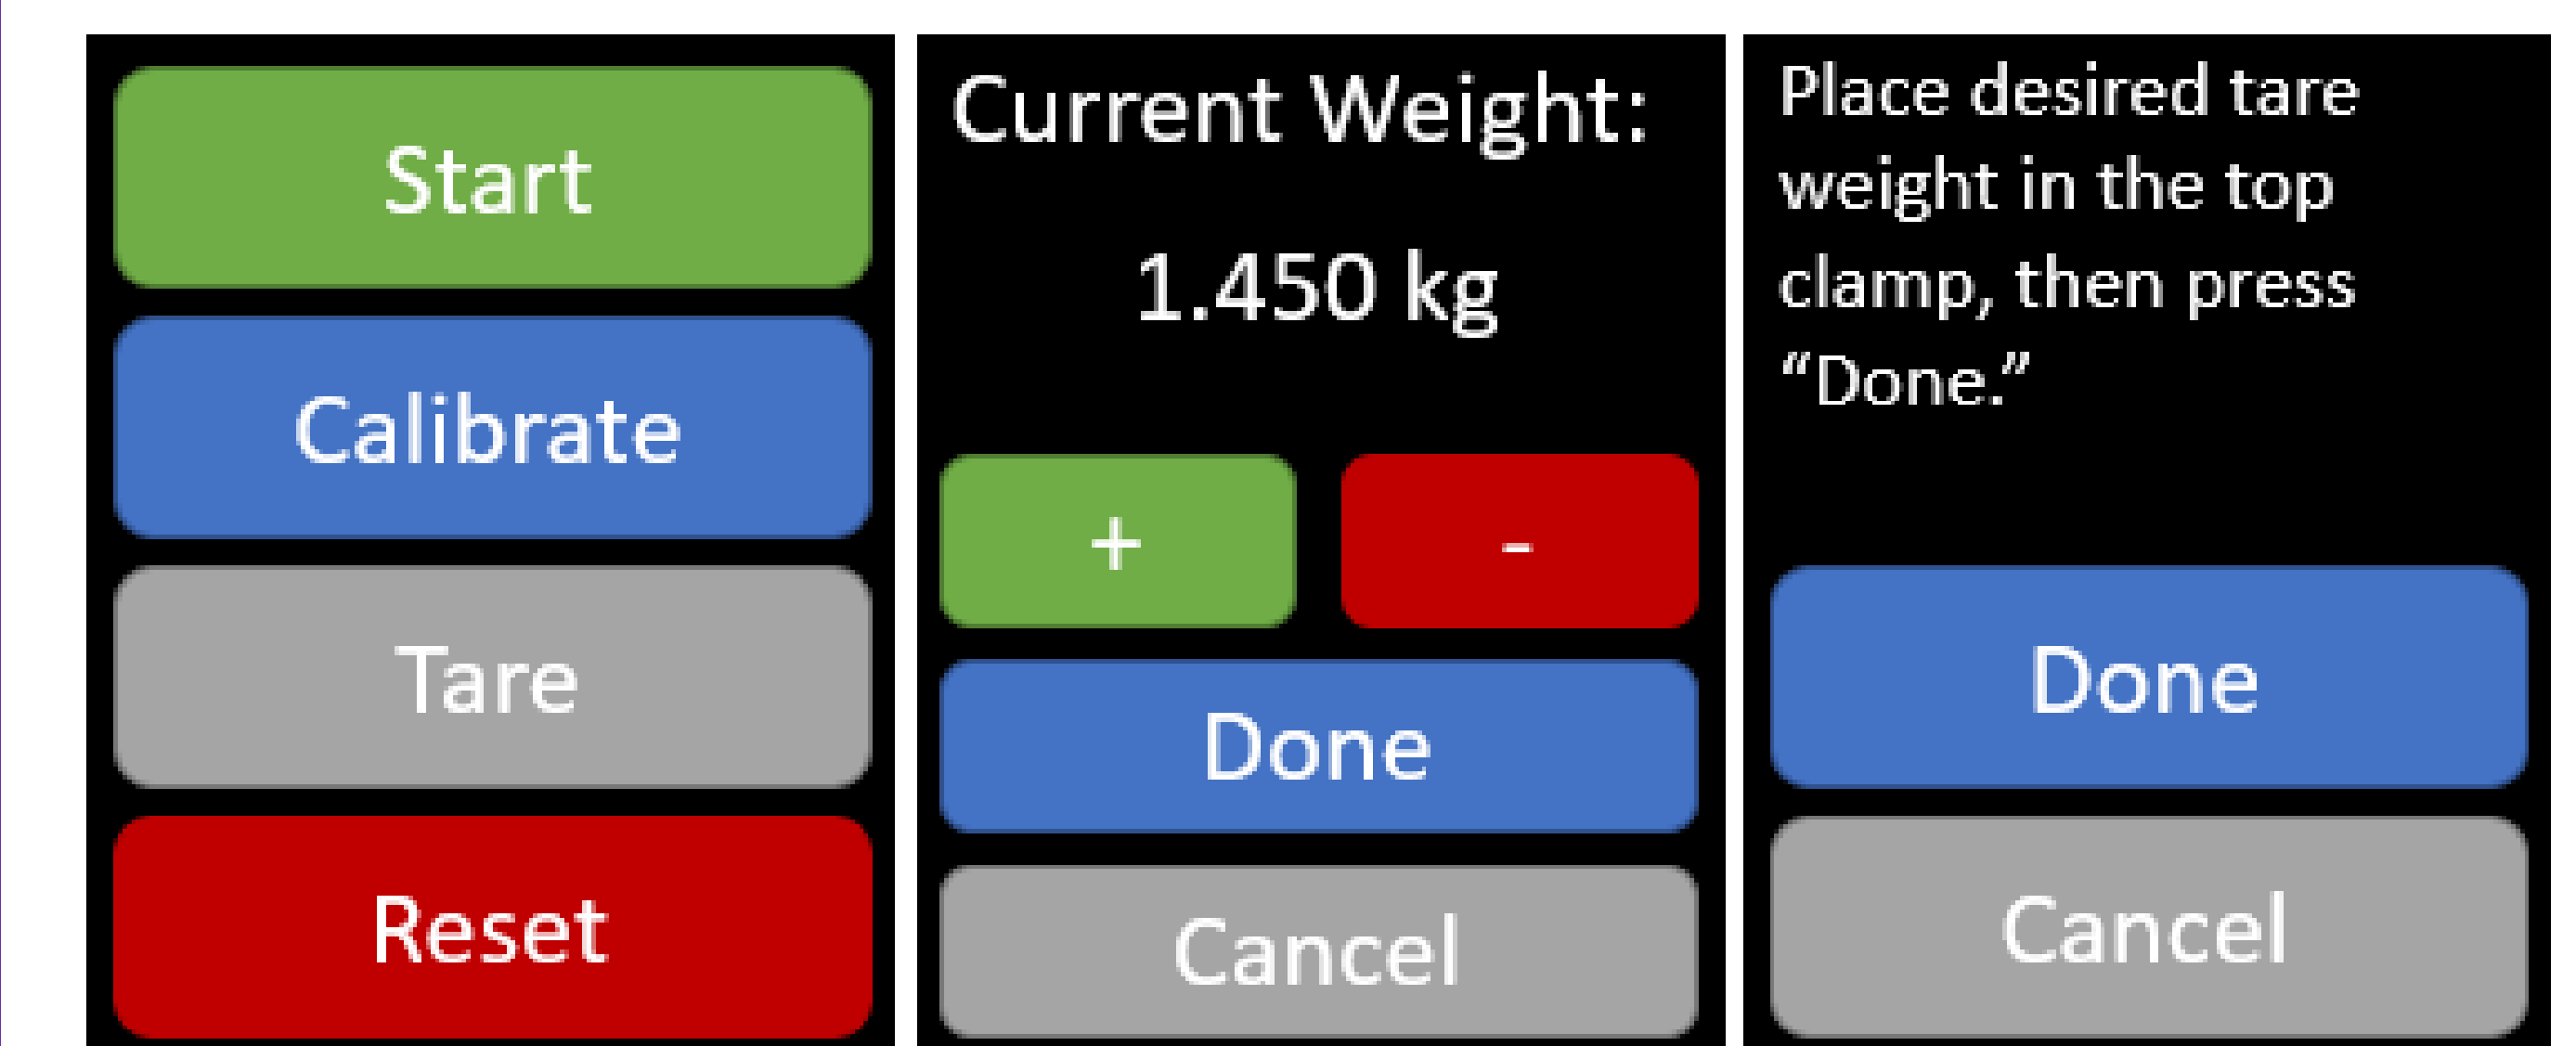 Start
Calibrate
Tare
Reset
Current Weight:
1.450 kg
+ -
Done
Cancel
Place desired tare
weight in the top
clamp, then press
“Done.”
Done
Cancel